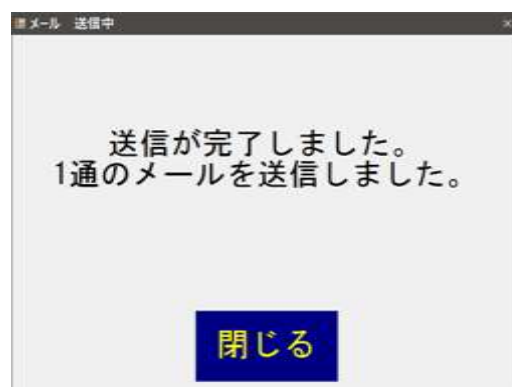 メール 送信中
送信が完了しました。
1通のメールを送信しました。
閉じる